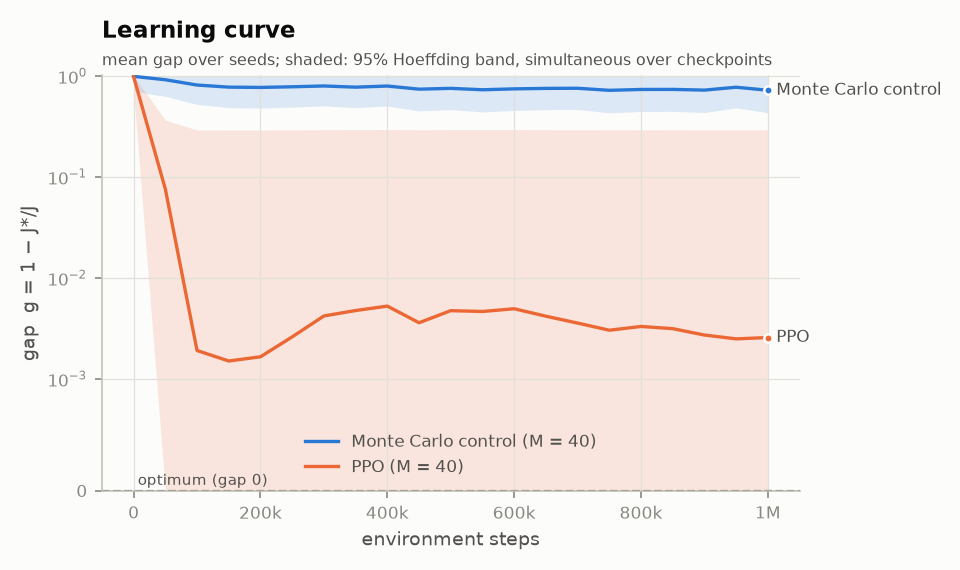 Learning curve
mean gap over seeds; shaded: 95% Hoeffding band, simultaneous over checkpoints
gap g = 1 − J*/J
10⁰
10⁻¹
10⁻²
10⁻³
0
Monte Carlo control
PPO
Monte Carlo control (M = 40)
PPO (M = 40)
optimum (gap 0)
0 200k 400k 600k 800k 1M
environment steps